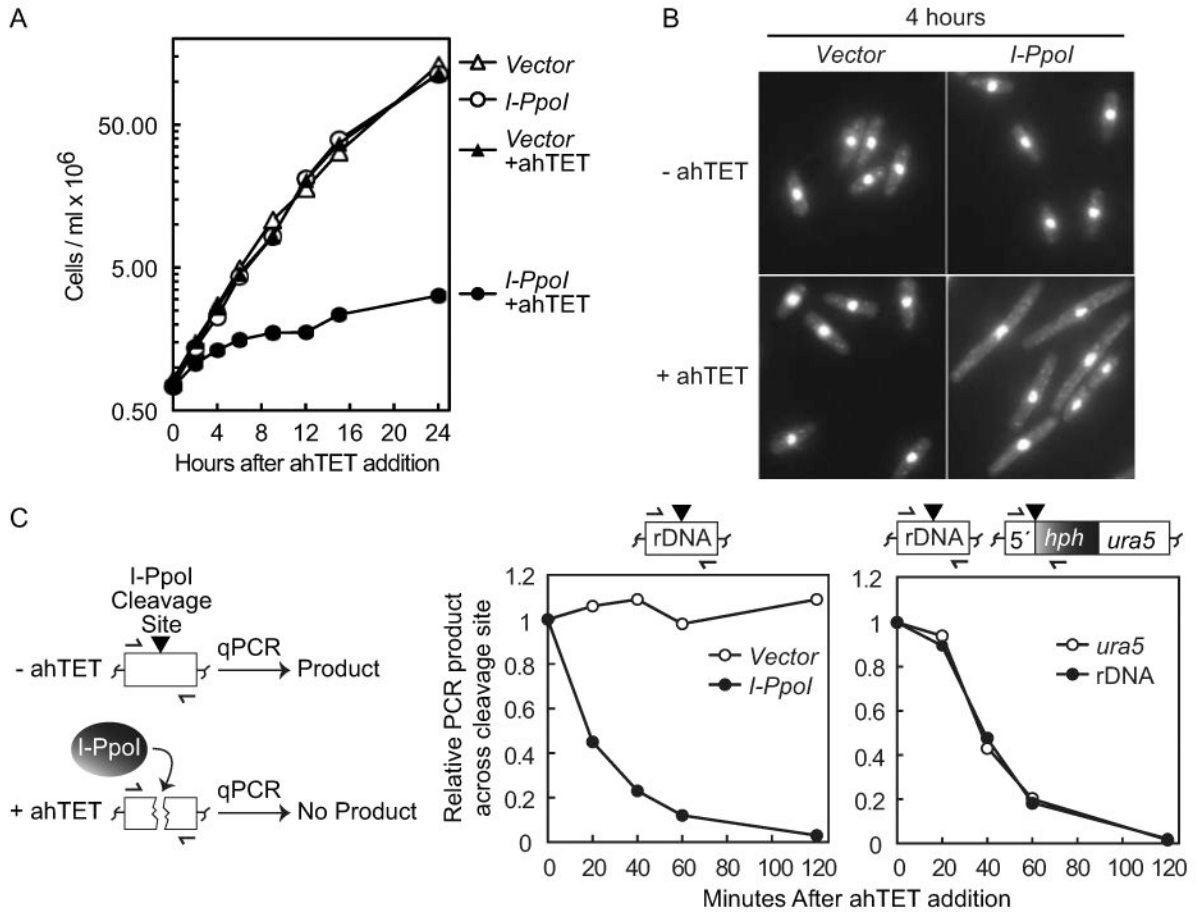 A
50.00
5.00
0.50
Cells / ml x 10⁶
0 4 8 12 16 20 24
Hours after ahTET addition
Vector
I-PpoI
Vector
+ahTET
I-PpoI
+ahTET
B
4 hours
Vector I-PpoI
- ahTET
+ ahTET
C
I-PpoI
Cleavage
Site
- ahTET
qPCR
Product
I-PpoI
+ ahTET
qPCR
No Product
rDNA
Relative PCR product
across cleavage site
1.2
1
0.8
0.6
0.4
0.2
0
Vector
I-PpoI
0 20 40 60 80 100 120
rDNA 5´ hph ura5
1.2
1
0.8
0.6
0.4
0.2
0
ura5
rDNA
0 20 40 60 80 100 120
Minutes After ahTET addition